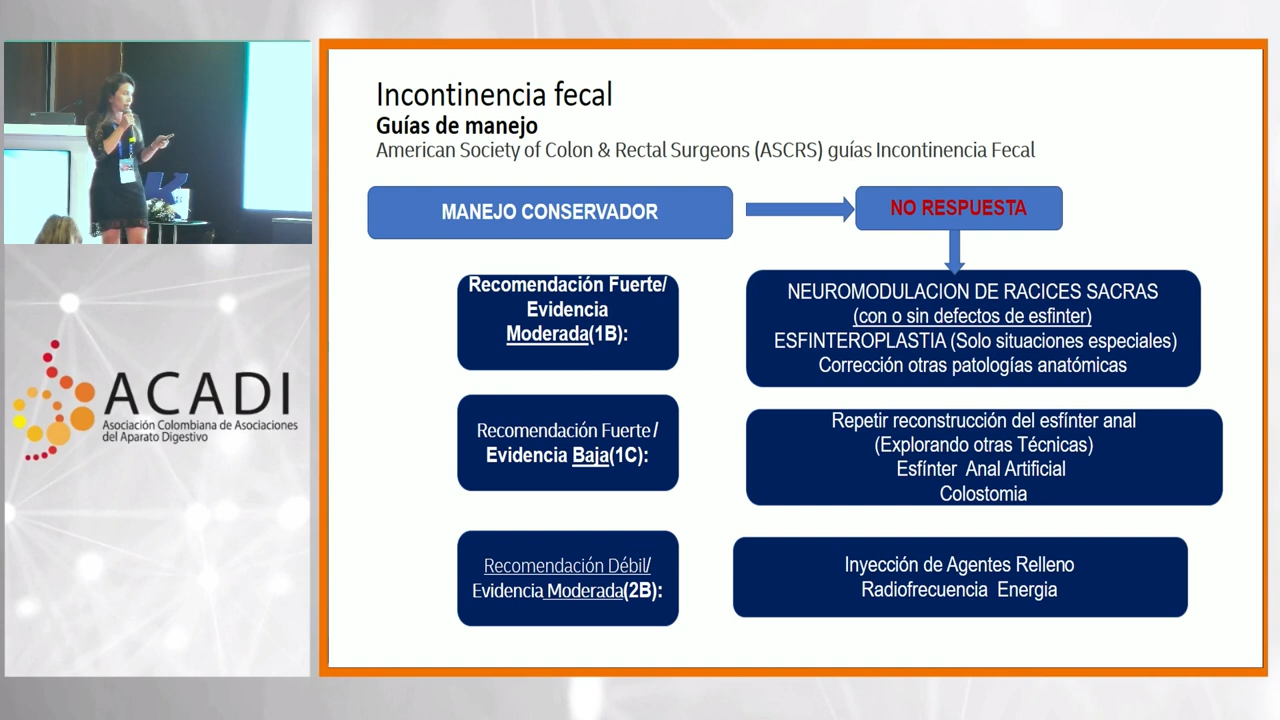 Incontinencia fecal
Guías de manejo
American Society of Colon & Rectal Surgeons (ASCRS) guías Incontinencia Fecal
MANEJO CONSERVADOR
NO RESPUESTA
Recomendación Fuerte/
Evidencia
Moderada(1B):
NEUROMODULACION DE RACICES SACRAS
(con o sin defectos de esfinter)
ESFINTEROPLASTIA (Solo situaciones especiales)
Corrección otras patologías anatómicas
Recomendación Fuerte/
Evidencia Baja(1C):
Repetir reconstrucción del esfínter anal
(Explorando otras Técnicas)
Esfínter Anal Artificial
Colostomia
Recomendación Débil/
Evidencia Moderada(2B):
Inyección de Agentes Relleno
Radiofrecuencia Energia
ACADI
Asociación Colombiana de Asociaciones
del Aparato Digestivo